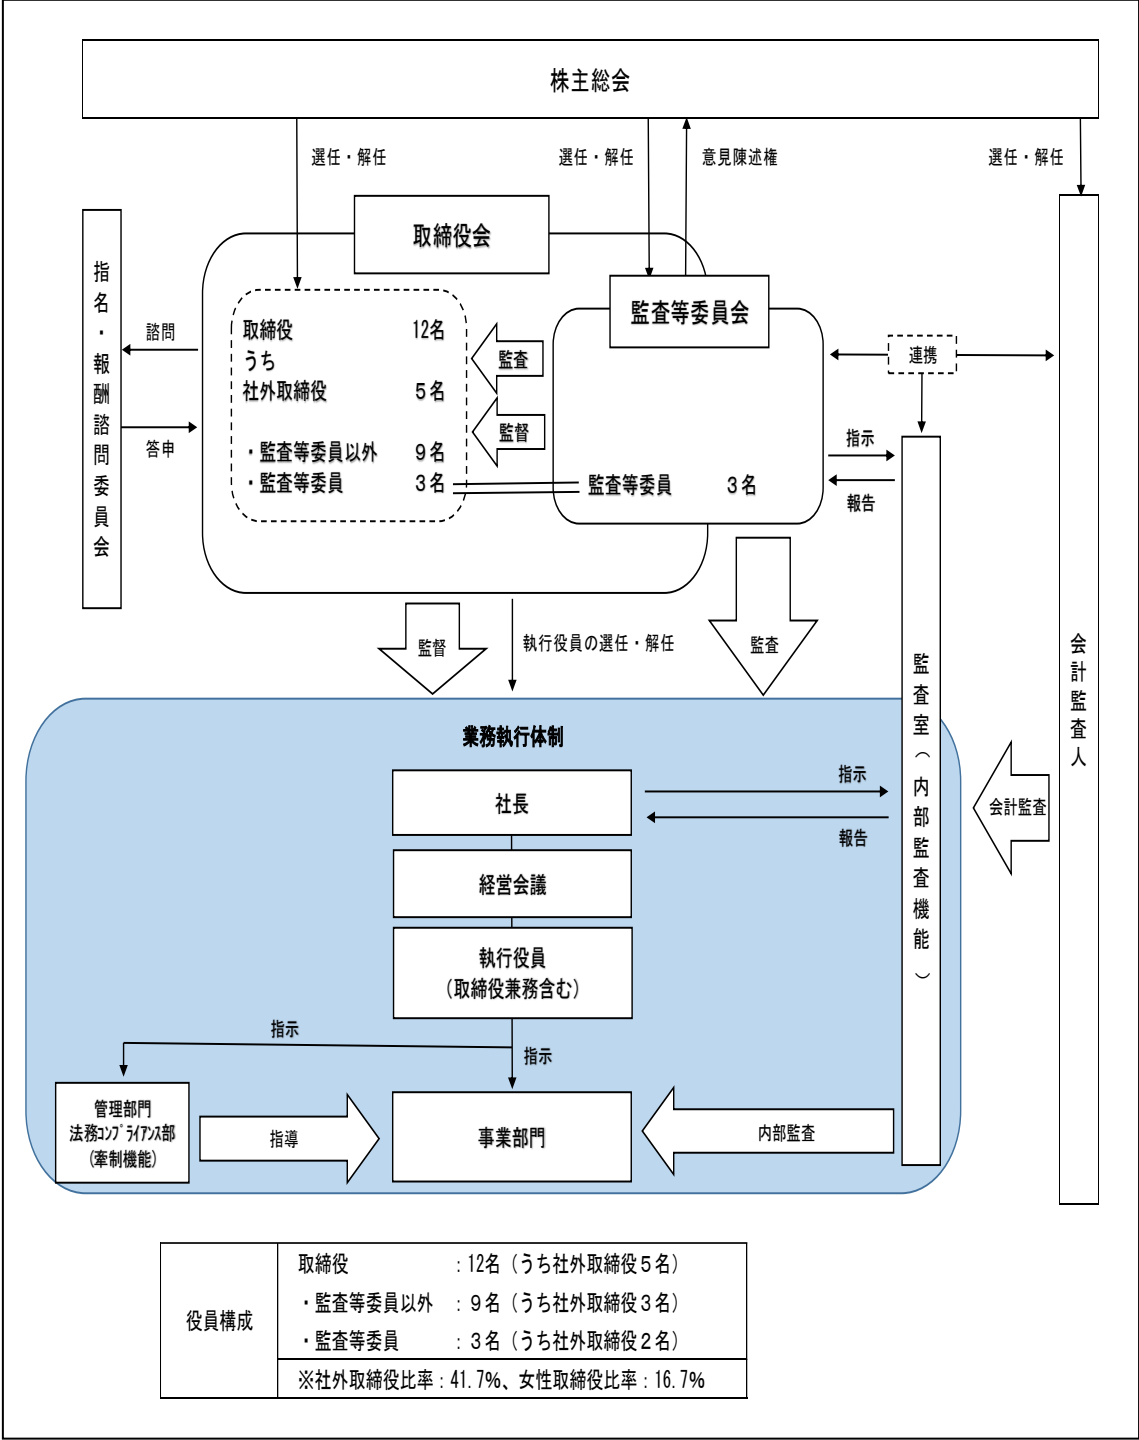 株主総会
選任・解任
選任・解任
意見陳述権
選任・解任
取締役会
監査等委員会
指名・報酬諮問委員会
諮問
答申
取締役 12名
うち
社外取締役 5名
・監査等委員以外 9名
・監査等委員 3名
監査
監督
監査等委員 3名
連携
指示
報告
監督
執行役員の選任・解任
監査
会計監査人
監査室(内部監査機能)
会計監査
業務執行体制
社長
指示
報告
経営会議
執行役員
(取締役兼務含む)
指示
指示
管理部門
法務ｺﾝﾌﾟﾗｲｱﾝｽ部
(牽制機能)
指導
事業部門
内部監査
役員構成
取締役 :12名(うち社外取締役5名)
・監査等委員以外 :9名(うち社外取締役3名)
・監査等委員 :3名(うち社外取締役2名)
※社外取締役比率:41.7%、女性取締役比率:16.7%